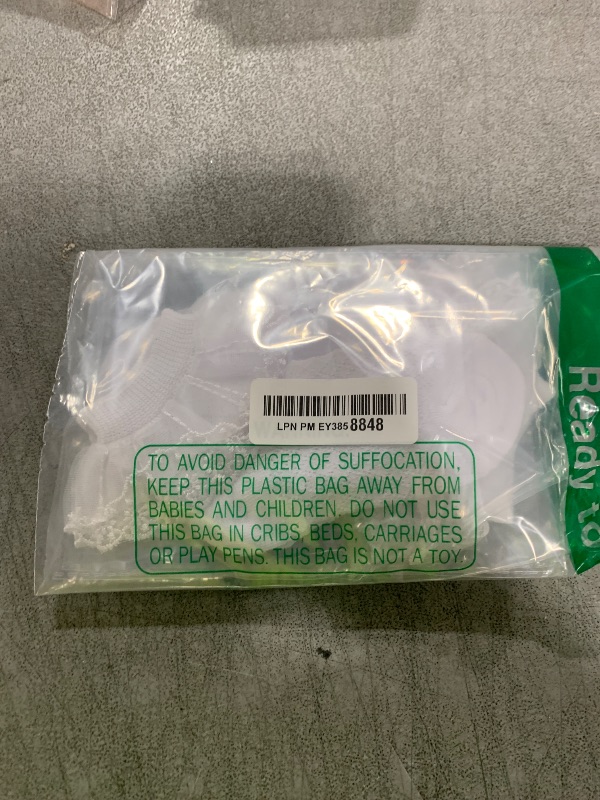 LPN PM EY3858848
TO AVOID DANGER OF SUFFOCATION,
KEEP THIS PLASTIC BAG AWAY FROM
BABIES AND CHILDREN. DO NOT USE
THIS BAG IN CRIBS, BEDS, CARRIAGES
OR PLAY PENS. THIS BAG IS NOT A TOY.
Ready to